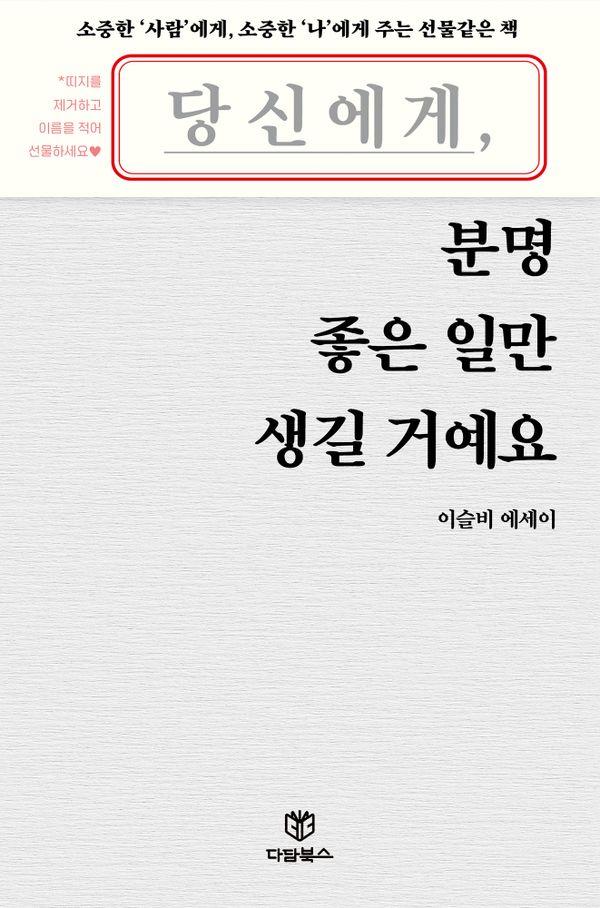 소중한 ‘사람’에게, 소중한 ‘나’에게 주는 선물같은 책
*띠지를
제거하고
이름을 적어
선물하세요♥
당신에게,
분명
좋은 일만
생길 거예요
이슬비 에세이
다담북스